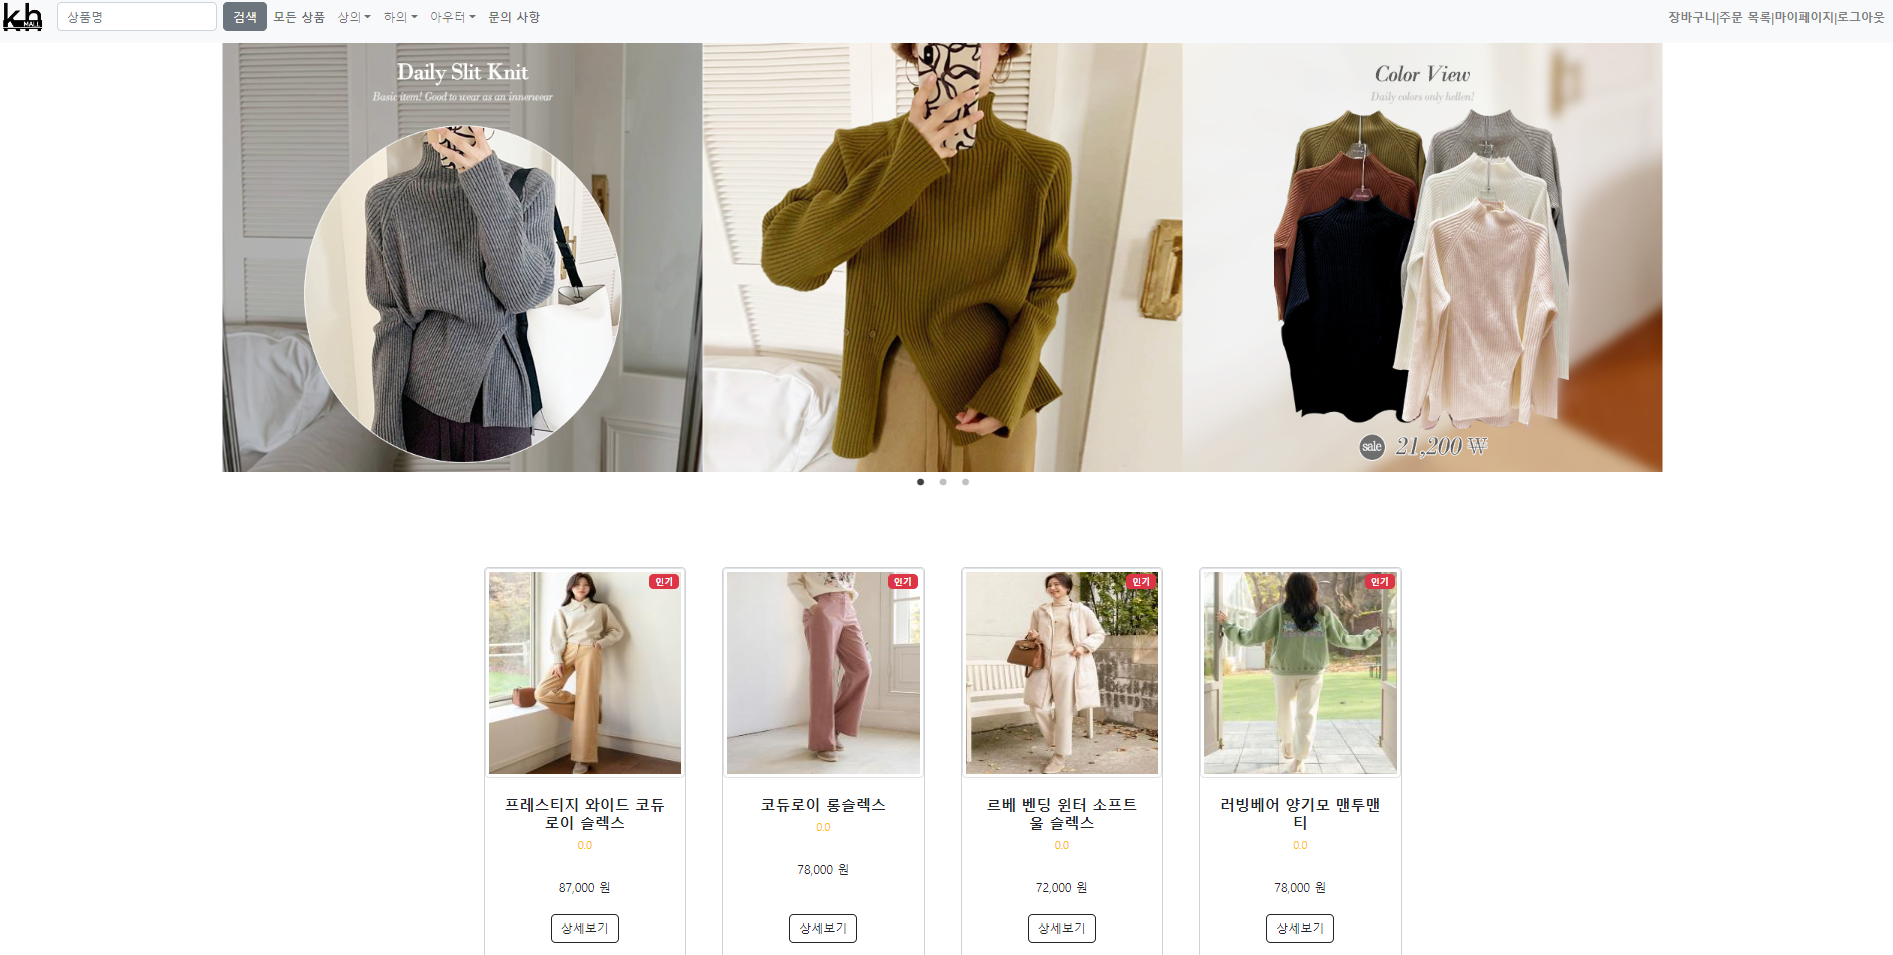 kh
MALL
상품명
검색
모든 상품
상의
하의
아우터
문의 사항
장바구니|주문 목록|마이페이지|로그아웃
Daily Slit Knit
Basic item! Good to wear as an innerwear
Color View
Daily colors only hellen!
sale 21,200 ₩
인기
인기
인기
인기
프레스티지 와이드 코듀
로이 슬렉스
0.0
87,000 원
상세보기
코듀로이 롱슬렉스
0.0
78,000 원
상세보기
르베 벤딩 윈터 소프트
울 슬렉스
0.0
72,000 원
상세보기
러빙베어 양기모 맨투맨
티
0.0
78,000 원
상세보기